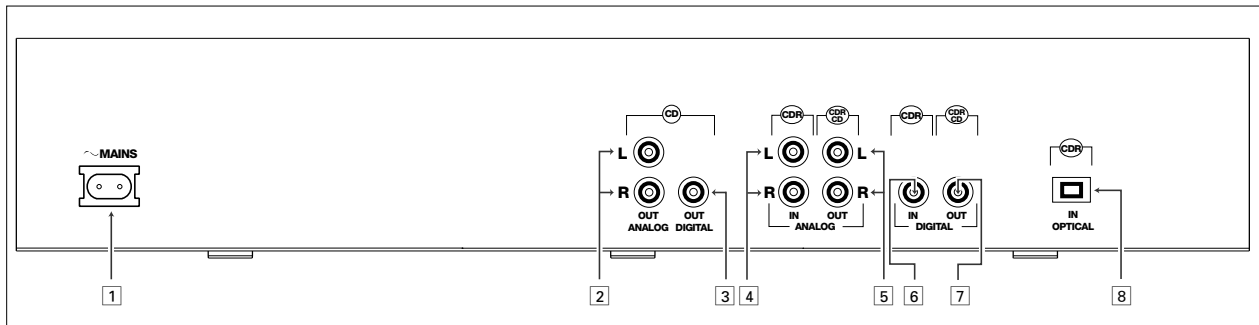 CD
CDR
CDR CD
CDR
CDR CD
CDR
~MAINS
L
L
L
R
R
R
OUT ANALOG
OUT DIGITAL
IN
OUT
ANALOG
IN
OUT
DIGITAL
IN OPTICAL
1
2
3
4
5
6
7
8